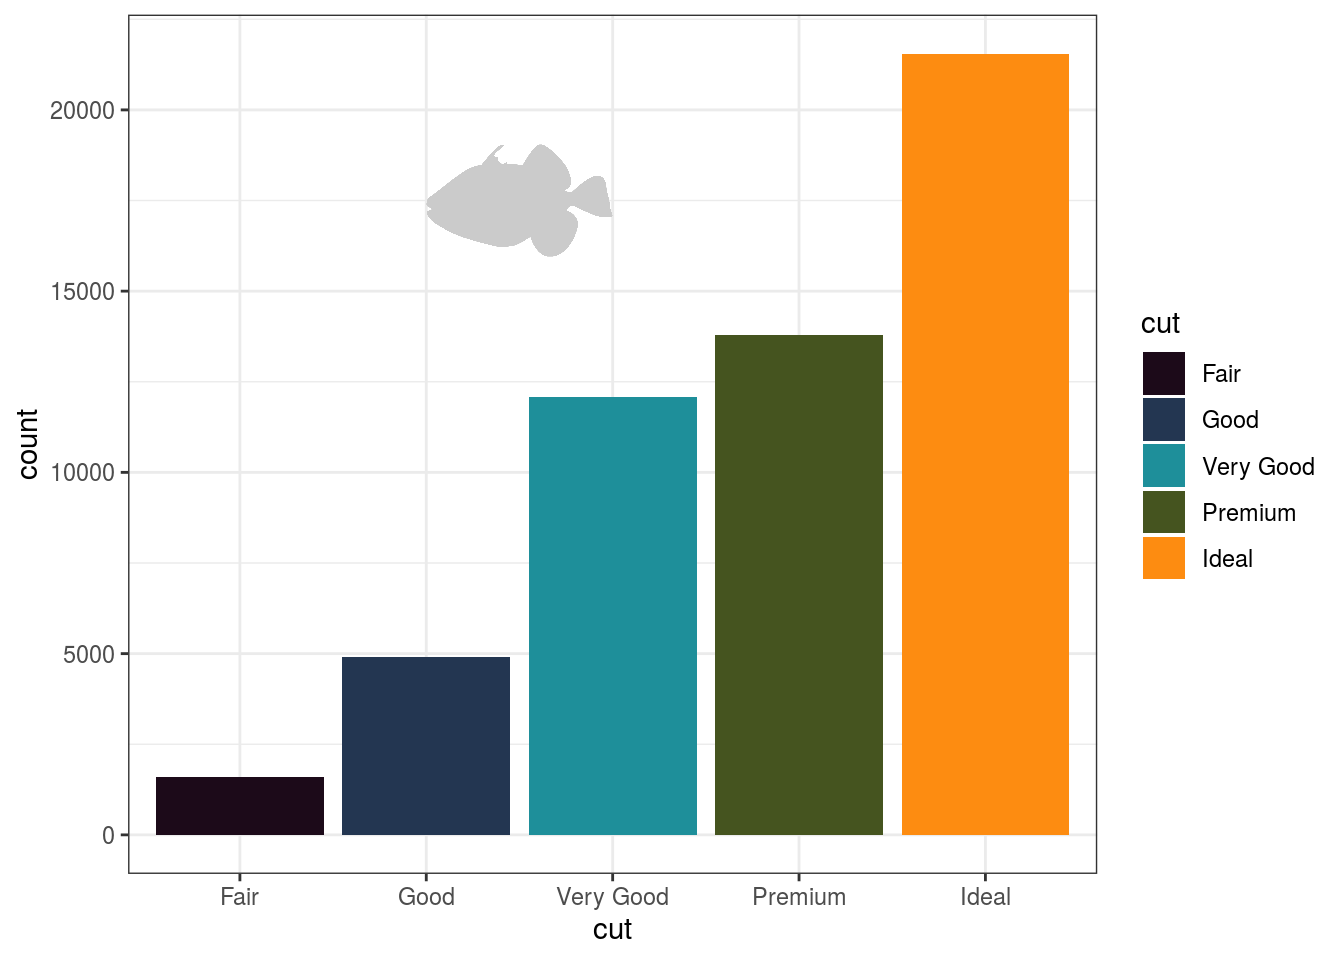 20000
15000
10000
5000
0
count
Fair
Good
Very Good
Premium
Ideal
cut
cut
Fair
Good
Very Good
Premium
Ideal